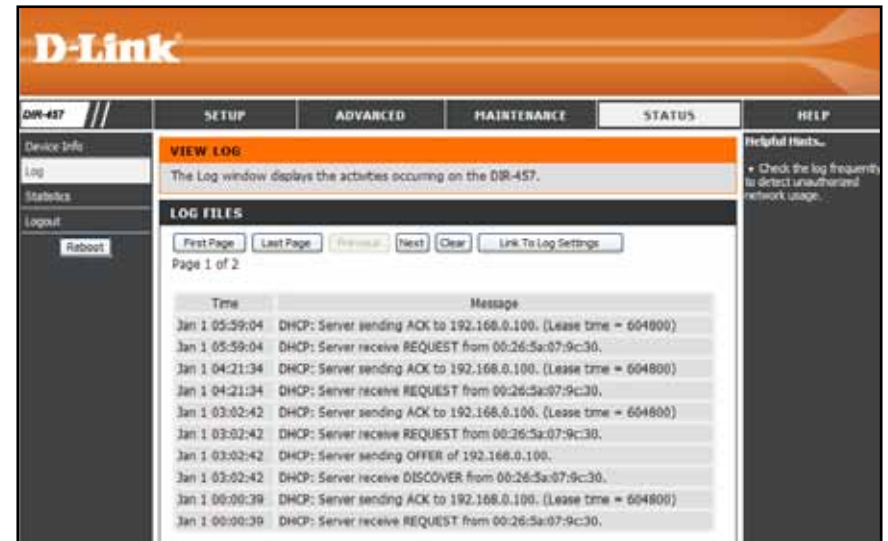 D-Link
DIR-457
SETUP
ADVANCED
MAINTENANCE
STATUS
HELP
Device Info
Log
Statistics
Logout
Reboot
VIEW LOG
The Log window displays the activities occurring on the DIR-457.
LOG FILES
First Page
Last Page
Previous
Next
Clear
Link To Log Settings
Page 1 of 2
Time Message
Jan 1 05:59:04 DHCP: Server sending ACK to 192.168.0.100. (Lease time = 604800)
Jan 1 05:59:04 DHCP: Server receive REQUEST from 00:26:5a:07:9c:30.
Jan 1 04:21:34 DHCP: Server sending ACK to 192.168.0.100. (Lease time = 604800)
Jan 1 04:21:34 DHCP: Server receive REQUEST from 00:26:5a:07:9c:30.
Jan 1 03:02:42 DHCP: Server sending ACK to 192.168.0.100. (Lease time = 604800)
Jan 1 03:02:42 DHCP: Server receive REQUEST from 00:26:5a:07:9c:30.
Jan 1 03:02:42 DHCP: Server sending OFFER of 192.168.0.100.
Jan 1 03:02:42 DHCP: Server receive DISCOVER from 00:26:5a:07:9c:30.
Jan 1 00:00:39 DHCP: Server sending ACK to 192.168.0.100. (Lease time = 604800)
Jan 1 00:00:39 DHCP: Server receive REQUEST from 00:26:5a:07:9c:30.
Helpful Hints..
• Check the log frequently
to detect unauthorized
network usage.